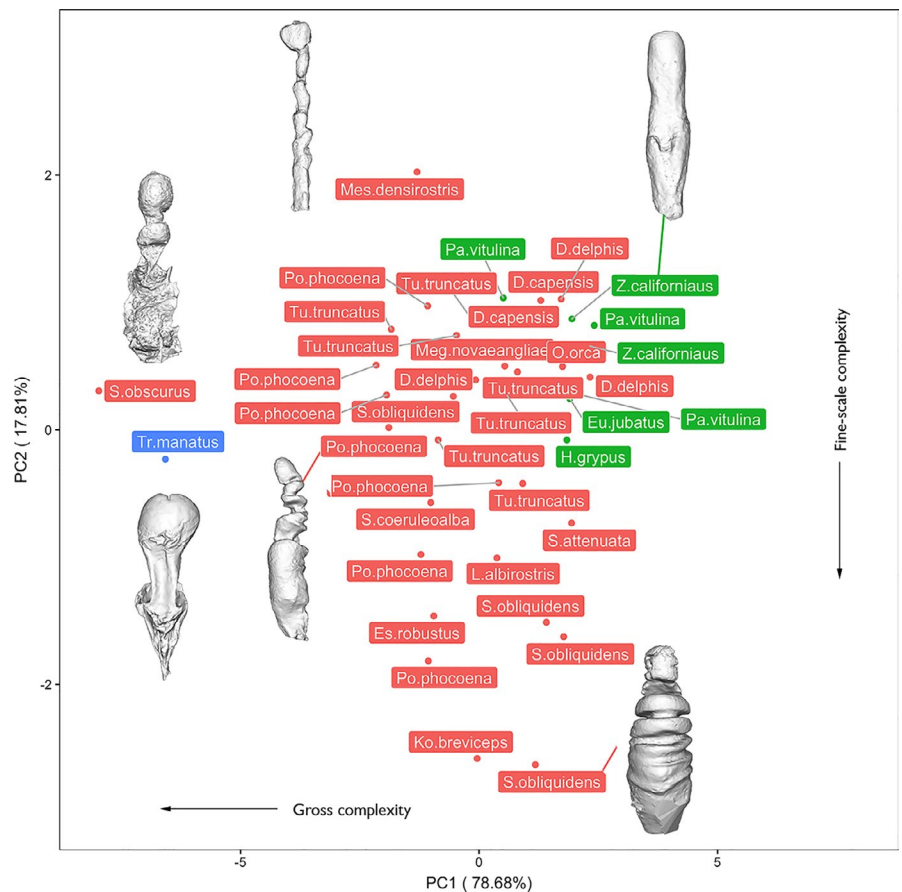 2
Mes.densirostris
Pa.vitulina
D.delphis
Po.phocoena
Tu.truncatus
D.capensis
Z.californiaus
Tu.truncatus
D.capensis
Pa.vitulina
Tu.truncatus
Meg.novaeangliae
O.orca
Z.californiaus
Po.phocoena
D.delphis
Tu.truncatus
D.delphis
S.obscurus
Po.phocoena
S.obliquidens
Tu.truncatus
Eu.jubatus
Pa.vitulina
0
Tr.manatus
Po.phocoena
Tu.truncatus
H.grypus
Po.phocoena
Tu.truncatus
S.coeruleoalba
S.attenuata
Po.phocoena
L.albirostris
S.obliquidens
Es.robustus
S.obliquidens
Po.phocoena
-2
Ko.breviceps
S.obliquidens
Gross complexity
Fine-scale complexity
PC2 ( 17.81%)
-5
0
5
PC1 ( 78.68%)